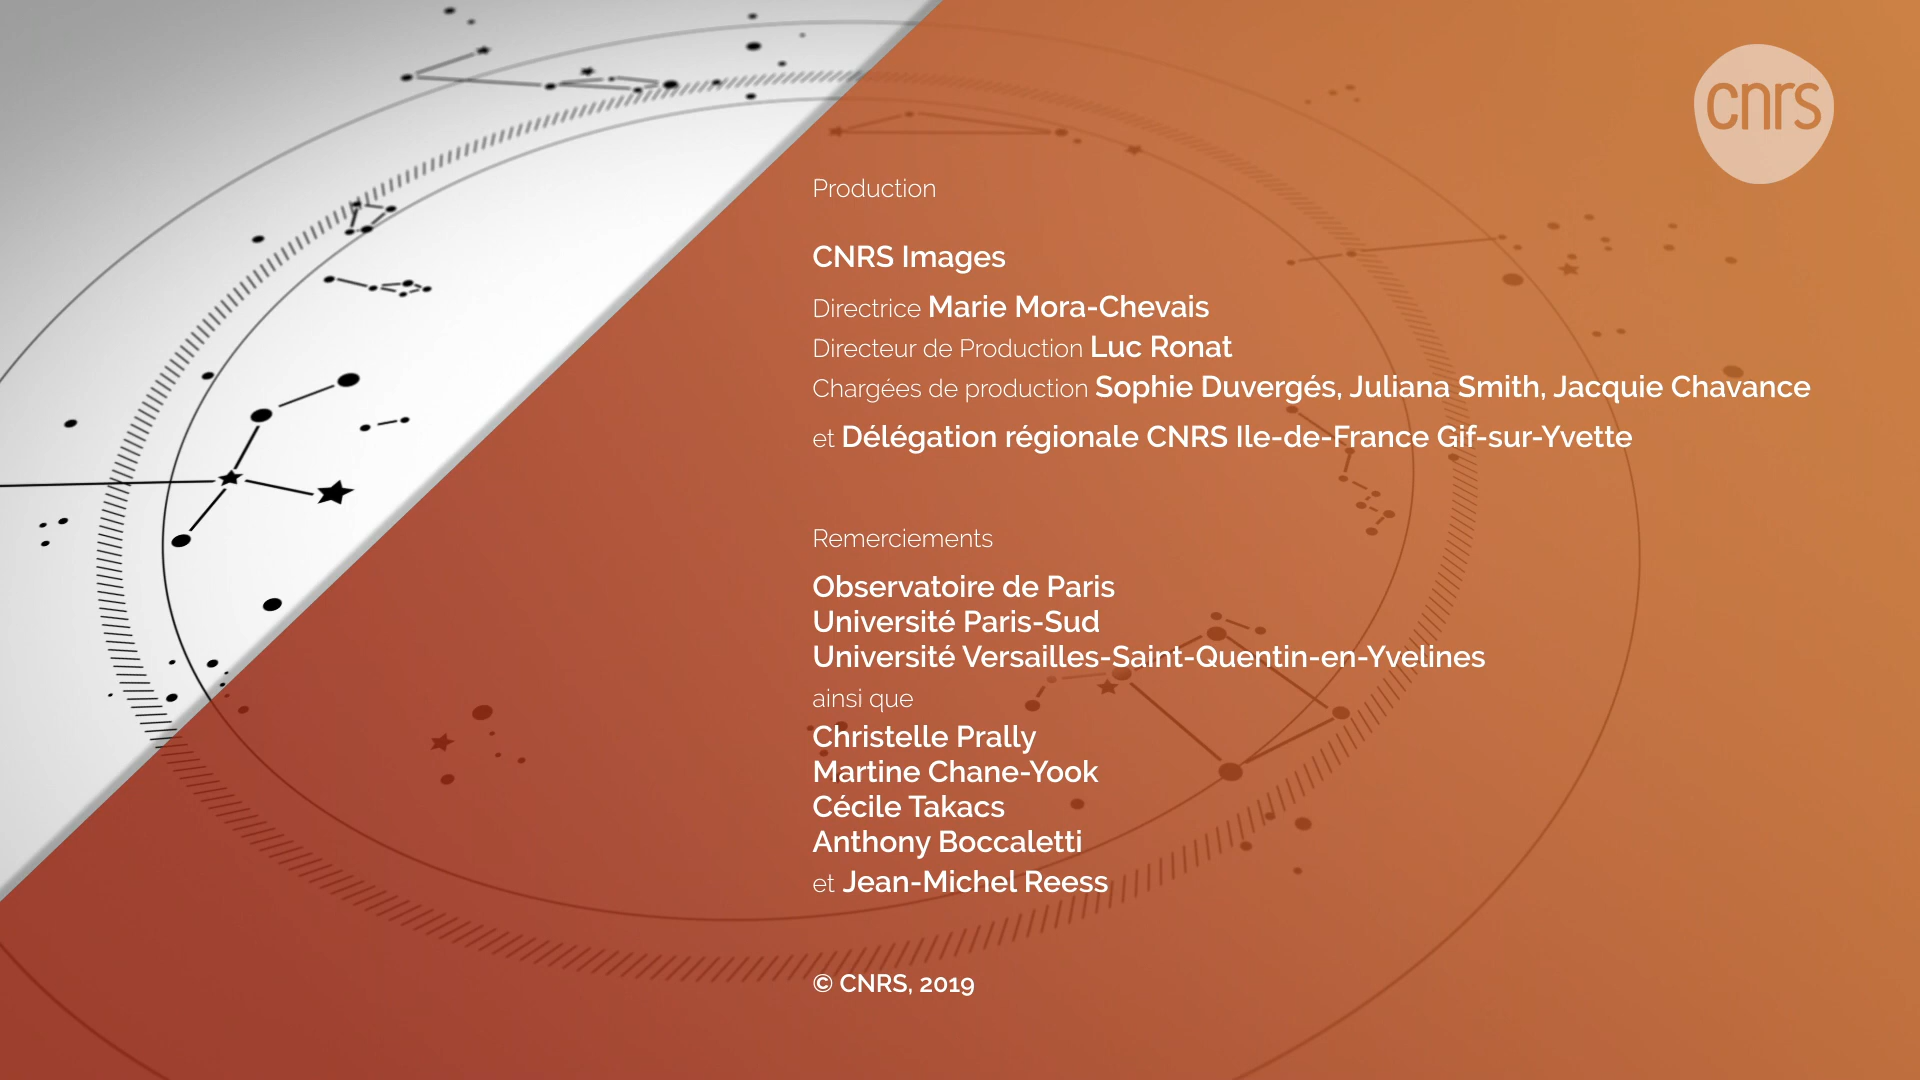 cnrs
Production
CNRS Images
Directrice Marie Mora-Chevais
Directeur de Production Luc Ronat
Chargées de production Sophie Duvergés, Juliana Smith, Jacquie Chavance
et Délégation régionale CNRS Ile-de-France Gif-sur-Yvette
Remerciements
Observatoire de Paris
Université Paris-Sud
Université Versailles-Saint-Quentin-en-Yvelines
ainsi que
Christelle Prally
Martine Chane-Yook
Cécile Takacs
Anthony Boccaletti
et Jean-Michel Reess
© CNRS, 2019